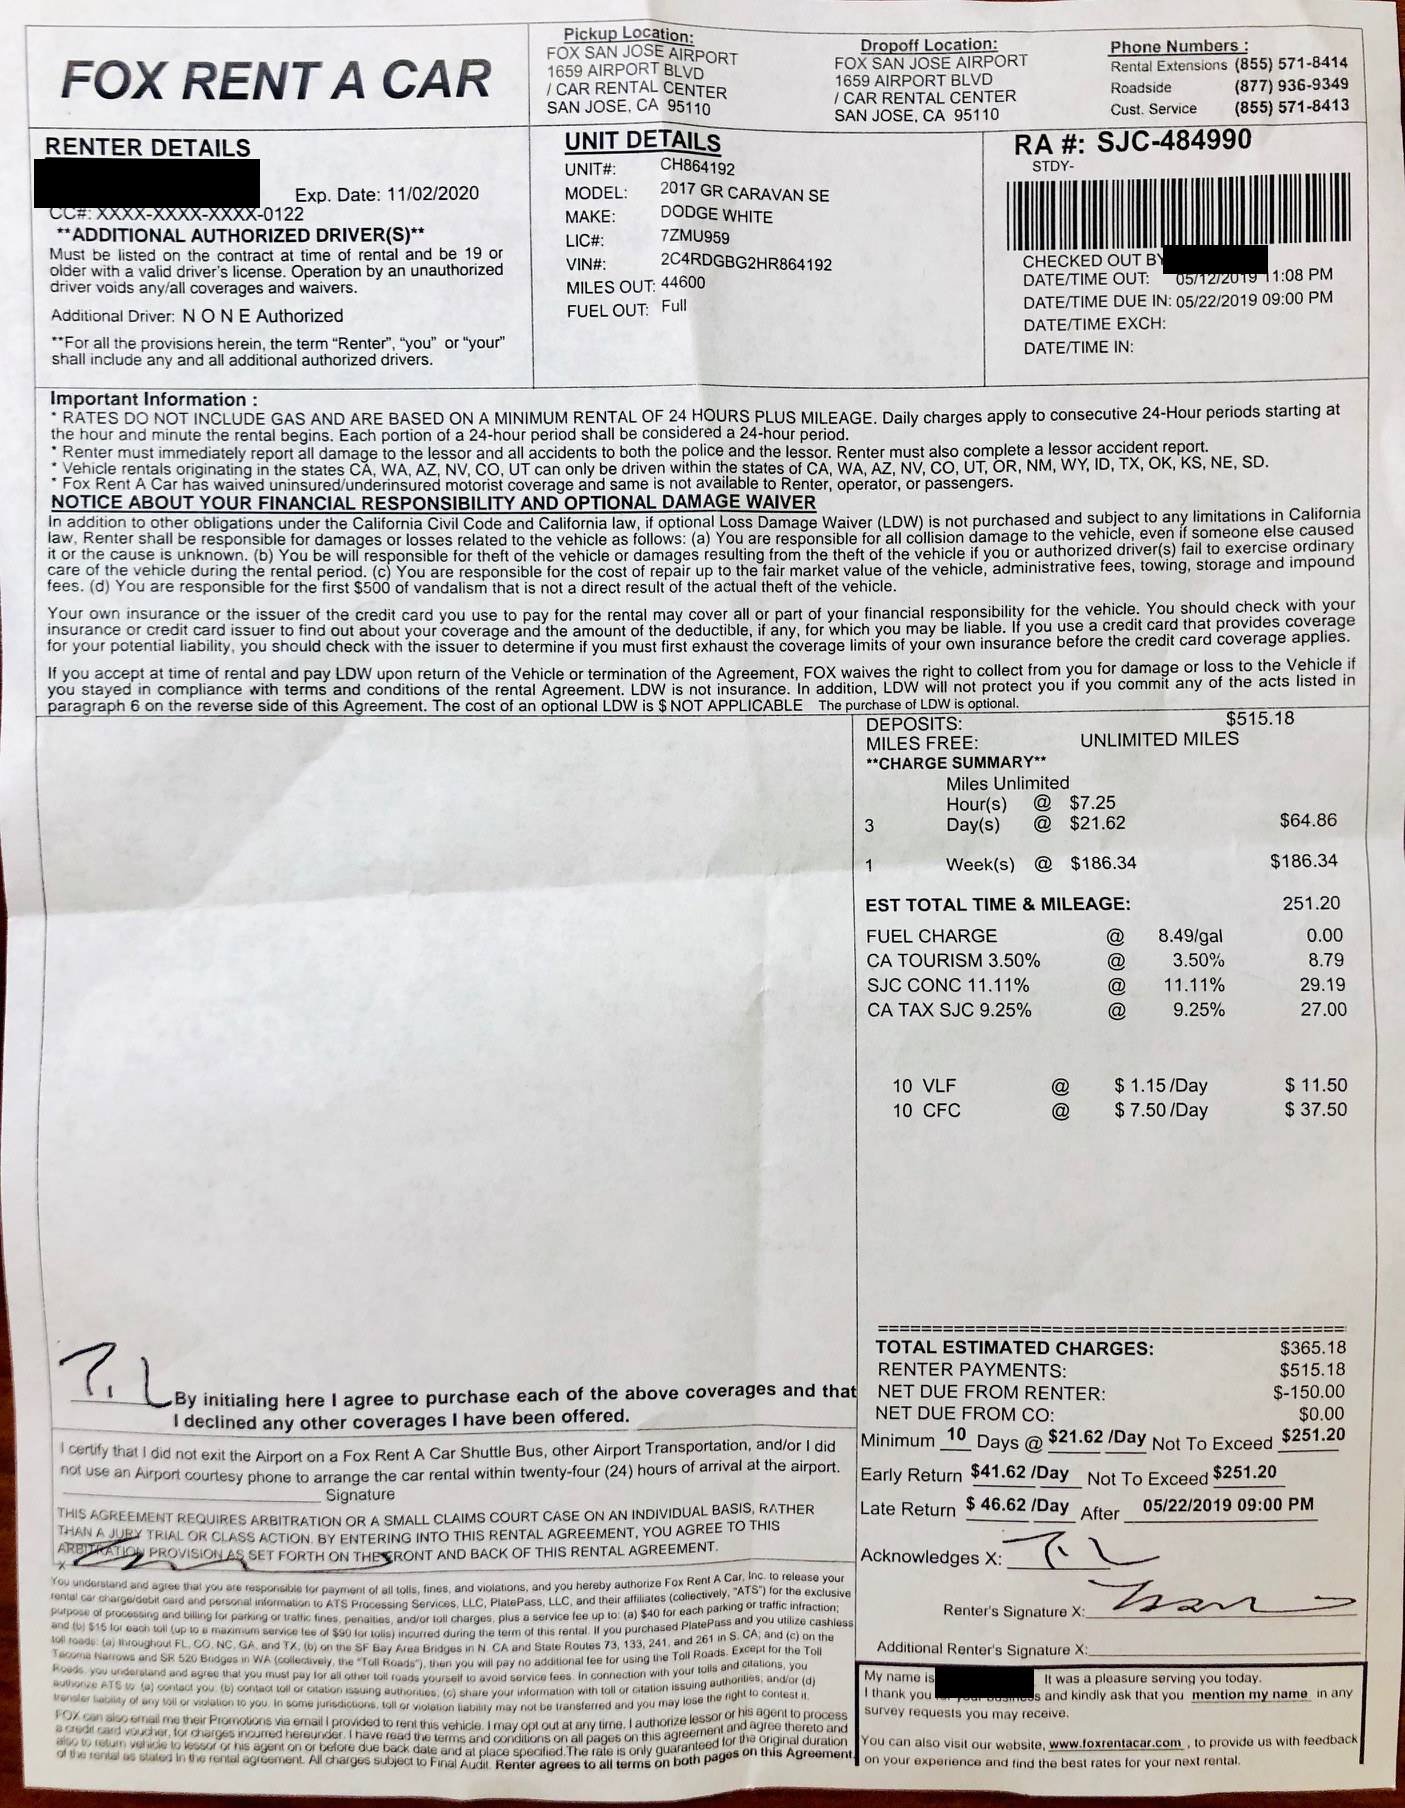 FOX RENT A CAR
Pickup Location:
FOX SAN JOSE AIRPORT
1659 AIRPORT BLVD
/ CAR RENTAL CENTER
SAN JOSE, CA 95110
Dropoff Location:
FOX SAN JOSE AIRPORT
1659 AIRPORT BLVD
/ CAR RENTAL CENTER
SAN JOSE, CA 95110
Phone Numbers :
Rental Extensions (855) 571-8414
Roadside (877) 936-9349
Cust. Service (855) 571-8413
RENTER DETAILS
Exp. Date: 11/02/2020
CC#: XXXX-XXXX-XXXX-0122
**ADDITIONAL AUTHORIZED DRIVER(S)**
Must be listed on the contract at time of rental and be 19 or
older with a valid driver's license. Operation by an unauthorized
driver voids any/all coverages and waivers.
Additional Driver: N O N E Authorized
**For all the provisions herein, the term "Renter", "you" or "your"
shall include any and all additional authorized drivers.
UNIT DETAILS
UNIT#: CH864192
MODEL: 2017 GR CARAVAN SE
MAKE: DODGE WHITE
LIC#: 7ZMU959
VIN#: 2C4RDGBG2HR864192
MILES OUT: 44600
FUEL OUT: Full
RA #: SJC-484990
STDY-
CHECKED OUT BY
DATE/TIME OUT: 05/12/2019 11:08 PM
DATE/TIME DUE IN: 05/22/2019 09:00 PM
DATE/TIME EXCH:
DATE/TIME IN:
Important Information :
* RATES DO NOT INCLUDE GAS AND ARE BASED ON A MINIMUM RENTAL OF 24 HOURS PLUS MILEAGE. Daily charges apply to consecutive 24-Hour periods starting at
the hour and minute the rental begins. Each portion of a 24-hour period shall be considered a 24-hour period.
* Renter must immediately report all damage to the lessor and all accidents to both the police and the lessor. Renter must also complete a lessor accident report.
* Vehicle rentals originating in the states CA, WA, AZ, NV, CO, UT can only be driven within the states of CA, WA, AZ, NV, CO, UT, OR, NM, WY, ID, TX, OK, KS, NE, SD.
* Fox Rent A Car has waived uninsured/underinsured motorist coverage and same is not available to Renter, operator, or passengers.
NOTICE ABOUT YOUR FINANCIAL RESPONSIBILITY AND OPTIONAL DAMAGE WAIVER
In addition to other obligations under the California Civil Code and California law, if optional Loss Damage Waiver (LDW) is not purchased and subject to any limitations in California
law, Renter shall be responsible for damages or losses related to the vehicle as follows: (a) You are responsible for all collision damage to the vehicle, even if someone else caused
it or the cause is unknown. (b) You be will responsible for theft of the vehicle or damages resulting from the theft of the vehicle if you or authorized driver(s) fail to exercise ordinary
care of the vehicle during the rental period. (c) You are responsible for the cost of repair up to the fair market value of the vehicle, administrative fees, towing, storage and impound
fees. (d) You are responsible for the first $500 of vandalism that is not a direct result of the actual theft of the vehicle.
Your own insurance or the issuer of the credit card you use to pay for the rental may cover all or part of your financial responsibility for the vehicle. You should check with your
insurance or credit card issuer to find out about your coverage and the amount of the deductible, if any, for which you may be liable. If you use a credit card that provides coverage
for your potential liability, you should check with the issuer to determine if you must first exhaust the coverage limits of your own insurance before the credit card coverage applies.
If you accept at time of rental and pay LDW upon return of the Vehicle or termination of the Agreement, FOX waives the right to collect from you for damage or loss to the Vehicle if
you stayed in compliance with terms and conditions of the rental Agreement. LDW is not insurance. In addition, LDW will not protect you if you commit any of the acts listed in
paragraph 6 on the reverse side of this Agreement. The cost of an optional LDW is $ NOT APPLICABLE The purchase of LDW is optional.
DEPOSITS: $515.18
MILES FREE: UNLIMITED MILES
**CHARGE SUMMARY**
Miles Unlimited
Hour(s) @ $7.25
3 Day(s) @ $21.62 $64.86
1 Week(s) @ $186.34 $186.34
EST TOTAL TIME & MILEAGE: 251.20
FUEL CHARGE @ 8.49/gal 0.00
CA TOURISM 3.50% @ 3.50% 8.79
SJC CONC 11.11% @ 11.11% 29.19
CA TAX SJC 9.25% @ 9.25% 27.00
10 VLF @ $ 1.15 /Day $ 11.50
10 CFC @ $ 7.50 /Day $ 37.50
TOTAL ESTIMATED CHARGES: $365.18
RENTER PAYMENTS: $515.18
NET DUE FROM RENTER: $-150.00
NET DUE FROM CO: $0.00
Minimum 10 Days @ $21.62 /Day Not To Exceed $251.20
Early Return $41.62 /Day Not To Exceed $251.20
Late Return $ 46.62 /Day After 05/22/2019 09:00 PM
Acknowledges X:
Renter's Signature X:
Additional Renter's Signature X:
By initialing here I agree to purchase each of the above coverages and that
I declined any other coverages I have been offered.
I certify that I did not exit the Airport on a Fox Rent A Car Shuttle Bus, other Airport Transportation, and/or I did
not use an Airport courtesy phone to arrange the car rental within twenty-four (24) hours of arrival at the airport.
Signature
THIS AGREEMENT REQUIRES ARBITRATION OR A SMALL CLAIMS COURT CASE ON AN INDIVIDUAL BASIS, RATHER
THAN A JURY TRIAL OR CLASS ACTION. BY ENTERING INTO THIS RENTAL AGREEMENT, YOU AGREE TO THIS
ARBITRATION PROVISION AS SET FORTH ON THE FRONT AND BACK OF THIS RENTAL AGREEMENT.
X
You understand and agree that you are responsible for payment of all tolls, fines, and violations, and you hereby authorize Fox Rent A Car, Inc. to release your
rental car charge/debit card and personal information to ATS Processing Services, LLC, PlatePass, LLC, and their affiliates (collectively, "ATS") for the exclusive
purpose of processing and billing for parking or traffic fines, penalties, and/or toll charges, plus a service fee up to: (a) $40 for each parking or traffic infraction;
and (b) $15 for each toll (up to a maximum service fee of $90 for tolls) incurred during the term of this rental. If you purchased PlatePass and you utilize cashless
toll roads: (a) throughout FL, CO, NC, GA, and TX, (b) on the SF Bay Area Bridges in N. CA and State Routes 73, 133, 241, and 261 in S. CA; and (c) on the
Tacoma Narrows and SR 520 Bridges in WA (collectively, the "Toll Roads"), then you will pay no additional fee for using the Toll Roads. Except for the Toll
Roads, you understand and agree that you must pay for all other toll roads yourself to avoid service fees. In connection with your tolls and citations, you
authorize ATS to: (a) contact you, (b) contact toll or citation issuing authorities, (c) share your information with toll or citation issuing authorities, and/or (d)
transfer liability of any toll or violation to you. In some jurisdictions, toll or violation liability may not be transferred and you may lose the right to contest it.
FOX can also email me their Promotions via email I provided to rent this vehicle. I may opt out at any time. I authorize lessor or his agent to process
a credit card voucher, for charges incurred hereunder. I have read the terms and conditions on all pages on this agreement and agree thereto and
also to return vehicle to lessor or his agent on or before due back date and at place specified. The rate is only guaranteed for the original duration
of the rental as stated in the rental agreement. All charges subject to Final Audit. Renter agrees to all terms on both pages on this Agreement.
My name is It was a pleasure serving you today.
I thank you for your business and kindly ask that you mention my name in any
survey requests you may receive.
You can also visit our website, www.foxrentacar.com , to provide us with feedback
on your experience and find the best rates for your next rental.